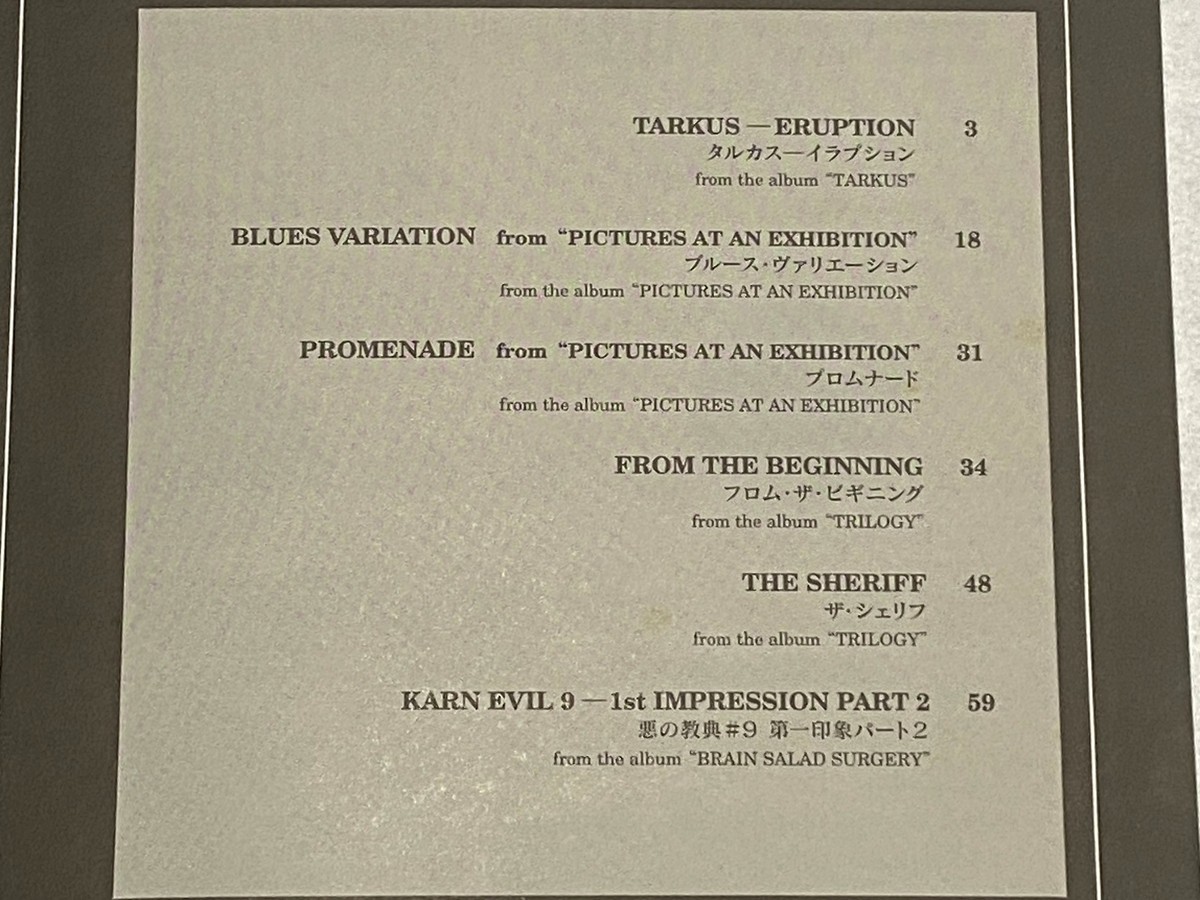 TARKUS — ERUPTION 3
タルカス—イラプション
from the album “TARKUS”
BLUES VARIATION from “PICTURES AT AN EXHIBITION” 18
ブルース・ヴァリエーション
from the album “PICTURES AT AN EXHIBITION”
PROMENADE from “PICTURES AT AN EXHIBITION” 31
プロムナード
from the album “PICTURES AT AN EXHIBITION”
FROM THE BEGINNING 34
フロム・ザ・ビギニング
from the album “TRILOGY”
THE SHERIFF 48
ザ・シェリフ
from the album “TRILOGY”
KARN EVIL 9 — 1st IMPRESSION PART 2 59
悪の教典#9 第一印象パート2
from the album “BRAIN SALAD SURGERY”